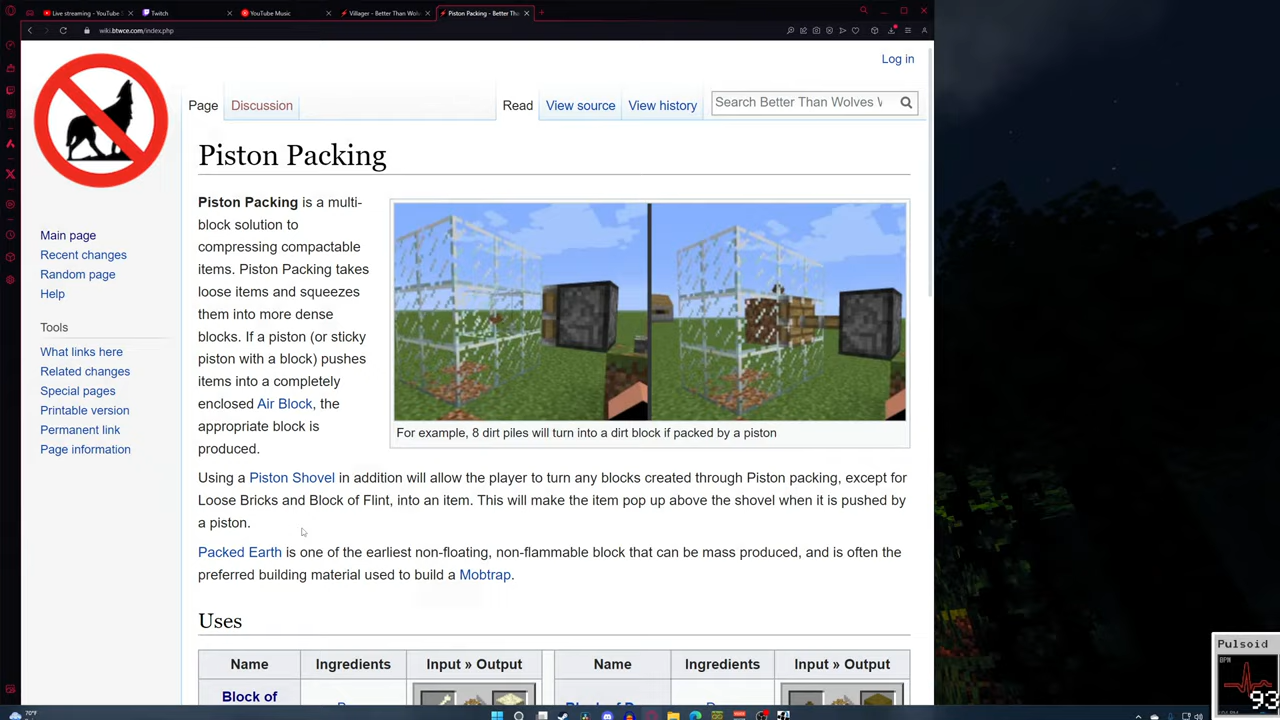 Live streaming - YouTube
Twitch
YouTube Music
Villager - Better Than Wol
Piston Packing - Better Tha
wiki.btwce.com/index.php
Log in
Page
Discussion
Read
View source
View history
Search Better Than Wolves W
Piston Packing
Main page
Recent changes
Random page
Help
Tools
What links here
Related changes
Special pages
Printable version
Permanent link
Page information
Piston Packing is a multi-
block solution to
compressing compactable
items. Piston Packing takes
loose items and squeezes
them into more dense
blocks. If a piston (or sticky
piston with a block) pushes
items into a completely
enclosed Air Block, the
appropriate block is
produced.
For example, 8 dirt piles will turn into a dirt block if packed by a piston
Using a Piston Shovel in addition will allow the player to turn any blocks created through Piston packing, except for
Loose Bricks and Block of Flint, into an item. This will make the item pop up above the shovel when it is pushed by
a piston.
Packed Earth is one of the earliest non-floating, non-flammable block that can be mass produced, and is often the
preferred building material used to build a Mobtrap.
Uses
Name Ingredients Input » Output Name Ingredients Input » Output
Block of
Pulsoid
BPM
93
70°F